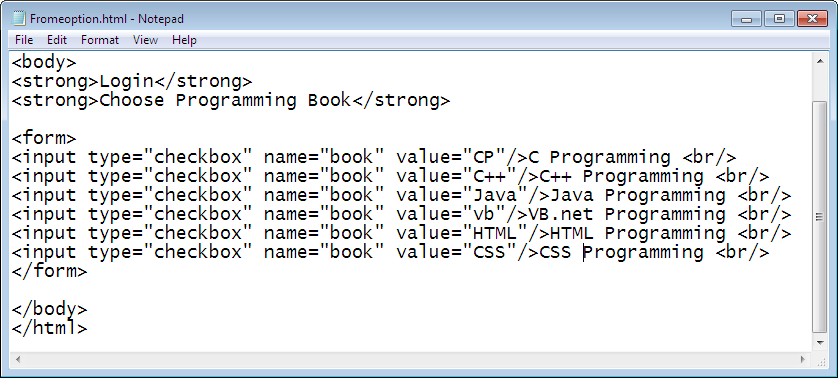 Fromeoption.html - Notepad
File Edit Format View Help
<body>
<strong>Login</strong>
<strong>Choose Programming Book</strong>
<form>
<input type="checkbox" name="book" value="CP"/>C Programming <br/>
<input type="checkbox" name="book" value="C++"/>C++ Programming <br/>
<input type="checkbox" name="book" value="Java"/>Java Programming <br/>
<input type="checkbox" name="book" value="vb"/>VB.net Programming <br/>
<input type="checkbox" name="book" value="HTML"/>HTML Programming <br/>
<input type="checkbox" name="book" value="CSS"/>CSS Programming <br/>
</form>
</body>
</html>